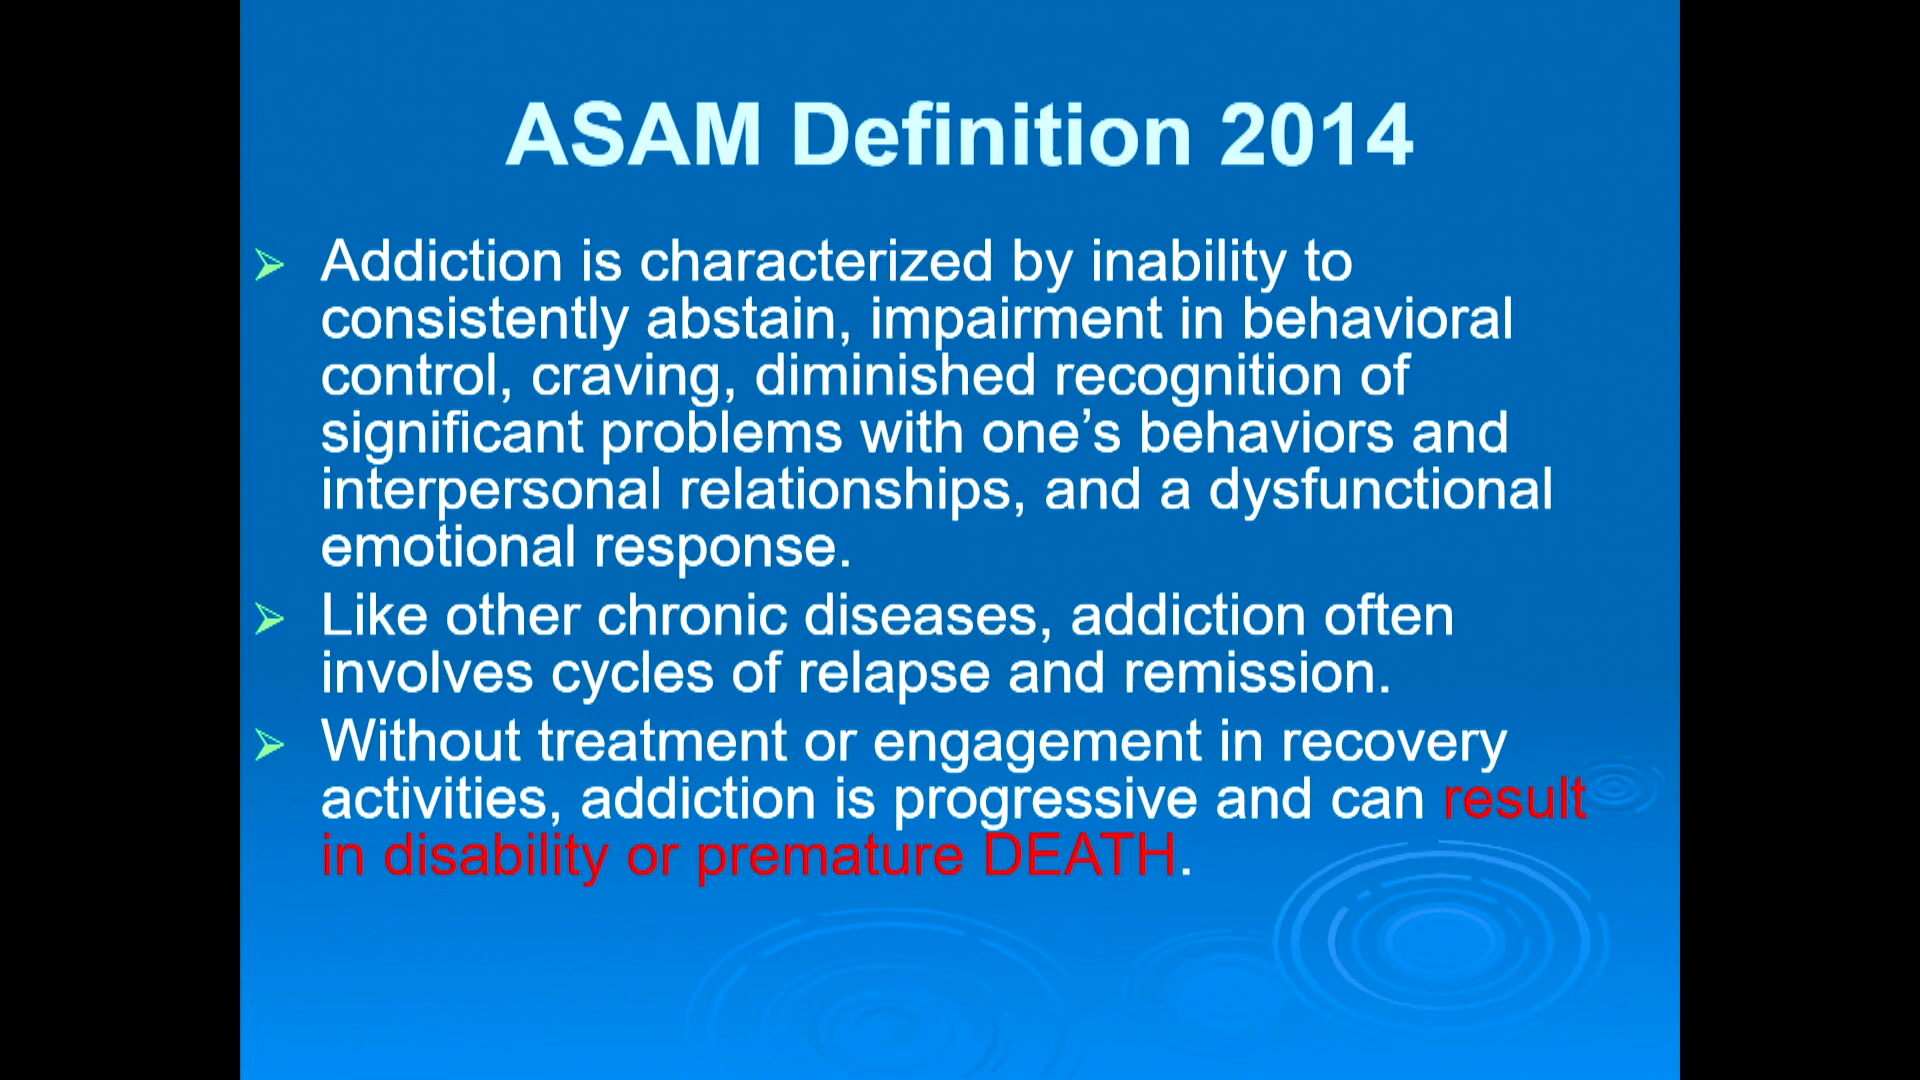 ASAM Definition 2014
Addiction is characterized by inability to
consistently abstain, impairment in behavioral
control, craving, diminished recognition of
significant problems with one’s behaviors and
interpersonal relationships, and a dysfunctional
emotional response.
Like other chronic diseases, addiction often
involves cycles of relapse and remission.
Without treatment or engagement in recovery
activities, addiction is progressive and can result
in disability or premature DEATH.